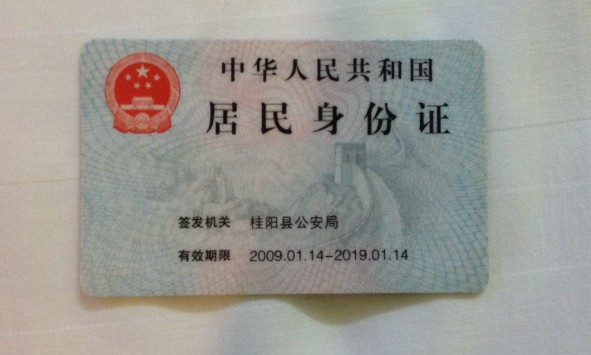 中华人民共和国
居民身份证
签发机关 桂阳县公安局
有效期限 2009.01.14-2019.01.14